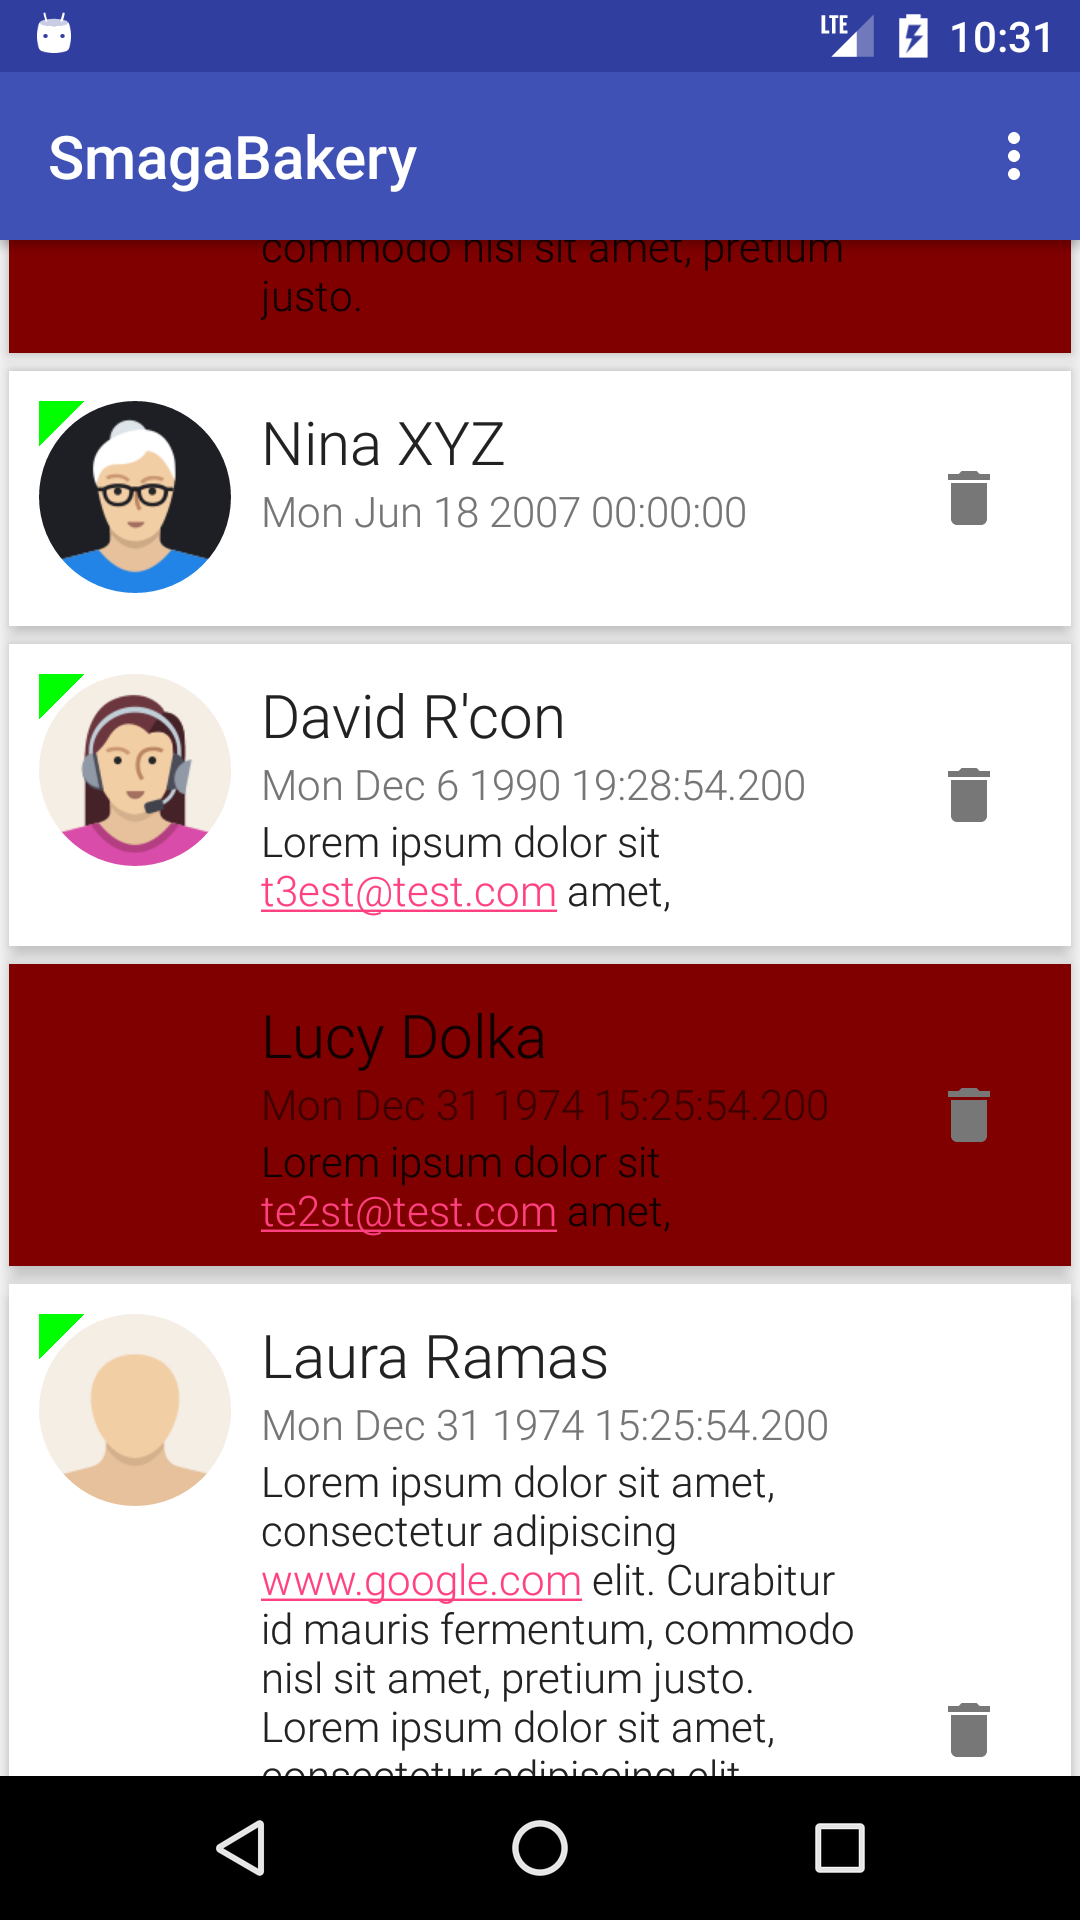 LTE 10:31
SmagaBakery
commodo nisl sit amet, pretium
justo.
Nina XYZ
Mon Jun 18 2007 00:00:00
David R'con
Mon Dec 6 1990 19:28:54.200
Lorem ipsum dolor sit
t3est@test.com amet,
Lucy Dolka
Mon Dec 31 1974 15:25:54.200
Lorem ipsum dolor sit
te2st@test.com amet,
Laura Ramas
Mon Dec 31 1974 15:25:54.200
Lorem ipsum dolor sit amet,
consectetur adipiscing
www.google.com elit. Curabitur
id mauris fermentum, commodo
nisl sit amet, pretium justo.
Lorem ipsum dolor sit amet,
consectetur adipiscing elit